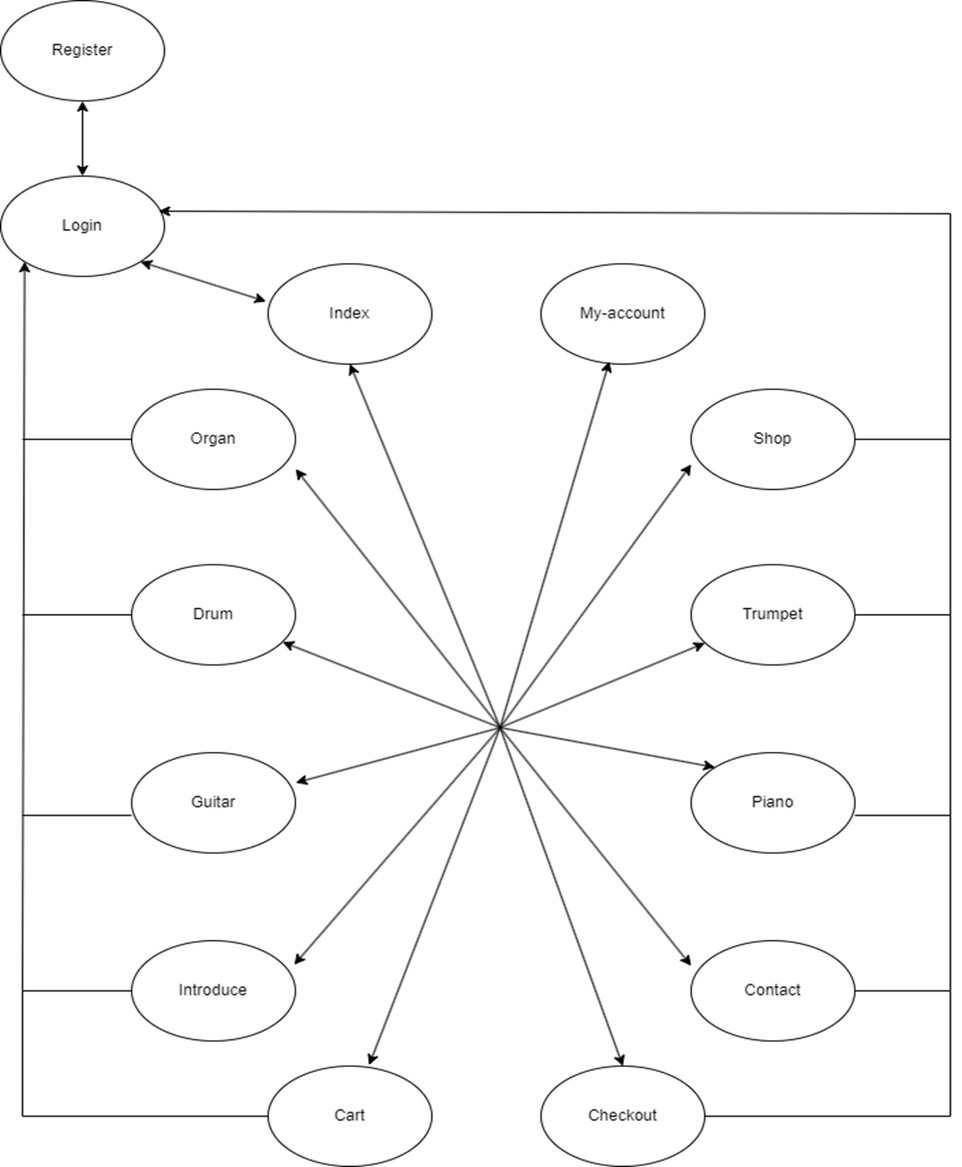 Register
Login
Index
My-account
Organ
Shop
Drum
Trumpet
Guitar
Piano
Introduce
Contact
Cart
Checkout